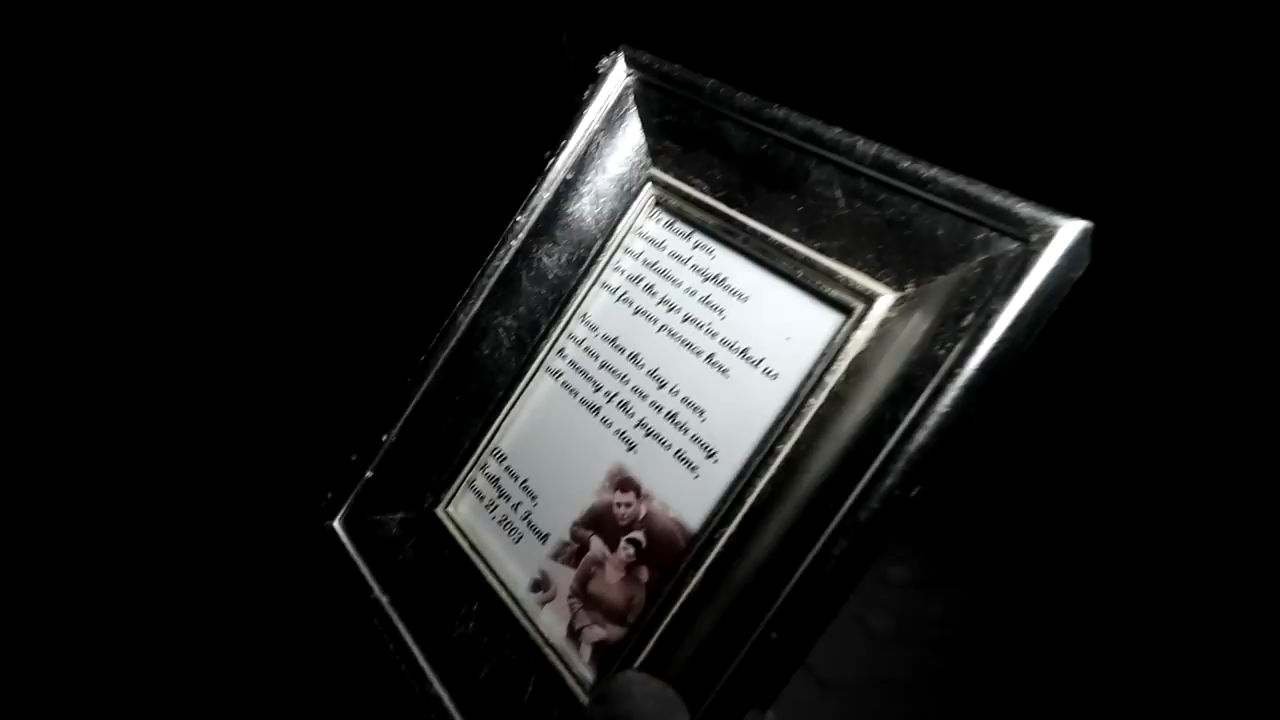 We thank you,
friends and neighbours
and relatives so dear,
for all the joys you've wished us
and for your presence here.
Now, when this day is over,
and our guests are on their way,
the memory of this joyous time,
will ever with us stay.
All our love,
Kathryn & Frank
June 21, 2003